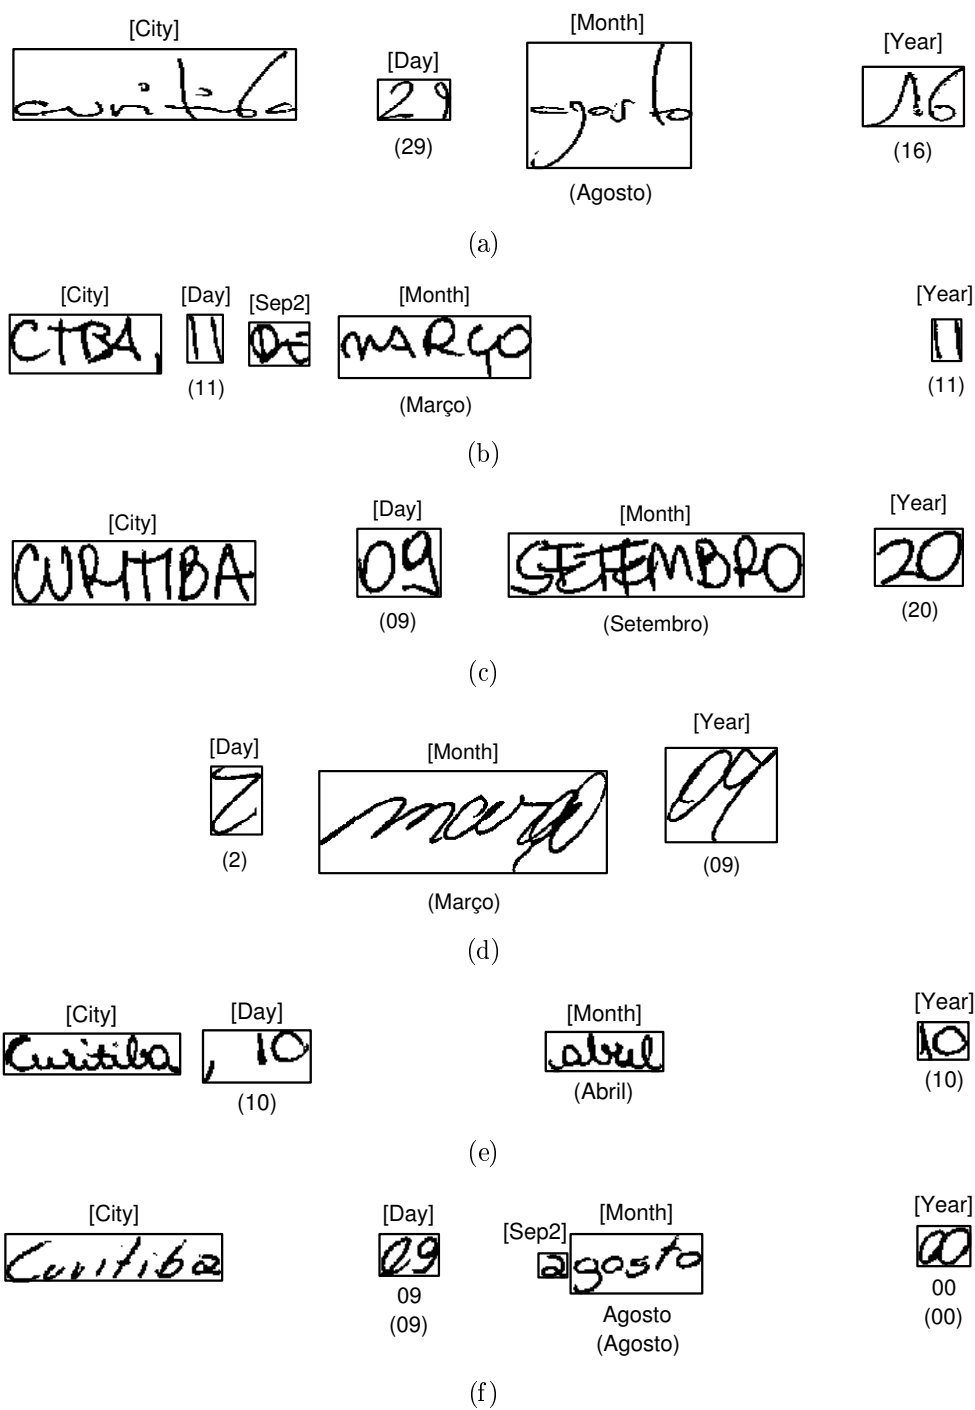 [City] [Day] [Month] [Year]
curitiba 29 agosto 16
(29) (Agosto) (16)
(a)
[City] [Day] [Sep2] [Month] [Year]
CTBA, 11 DE MARÇO 11
(11) (Março) (11)
(b)
[City] [Day] [Month] [Year]
CURITIBA 09 SETEMBRO 20
(09) (Setembro) (20)
(c)
[Day] [Month] [Year]
2 março 09
(2) (Março) (09)
(d)
[City] [Day] [Month] [Year]
Curitiba , 10 abril 10
(10) (Abril) (10)
(e)
[City] [Day] [Sep2] [Month] [Year]
Curitiba 09 agosto 00
09 Agosto 00
(09) (Agosto) (00)
(f)